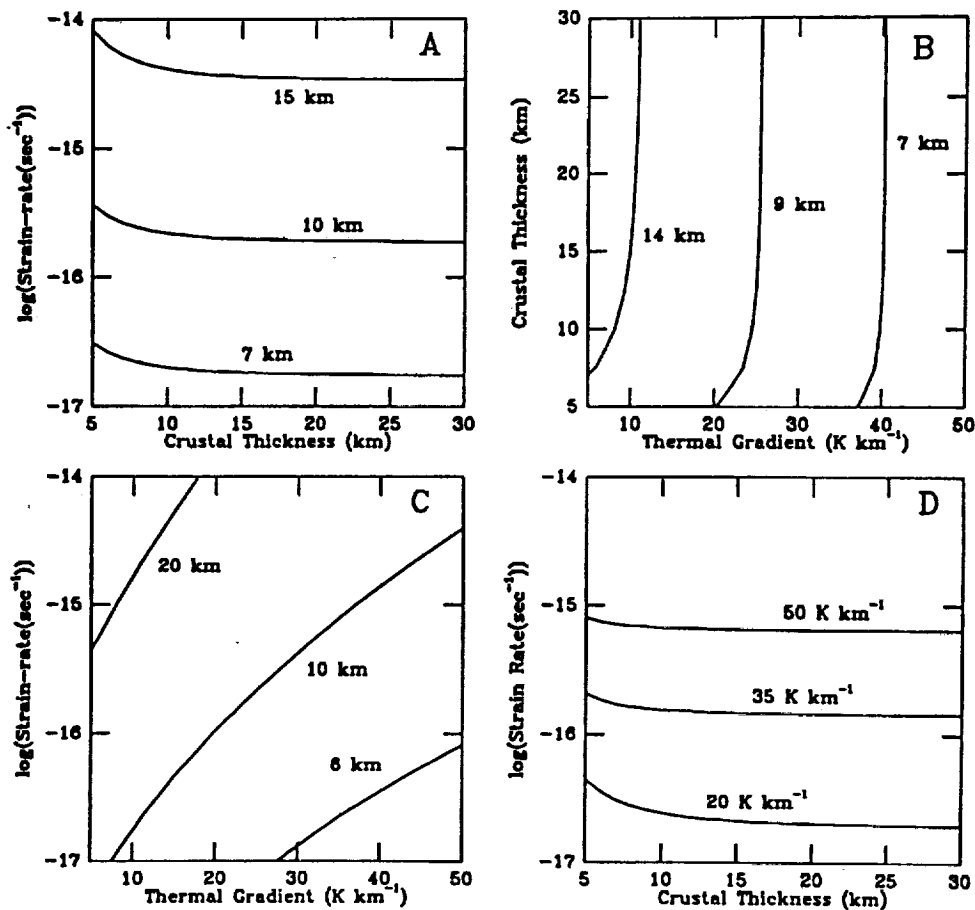 A
-14
-15
-16
-17
log(Strain-rate(sec⁻¹))
15 km
10 km
7 km
5 10 15 20 25 30
Crustal Thickness (km)
B
30
25
20
15
10
5
Crustal Thickness (km)
14 km
9 km
7 km
10 20 30 40 50
Thermal Gradient (K km⁻¹)
C
-14
-15
-16
-17
log(Strain-rate(sec⁻¹))
20 km
10 km
6 km
10 20 30 40 50
Thermal Gradient (K km⁻¹)
D
-14
-15
-16
-17
log(Strain Rate(sec⁻¹))
50 K km⁻¹
35 K km⁻¹
20 K km⁻¹
5 10 15 20 25 30
Crustal Thickness (km)